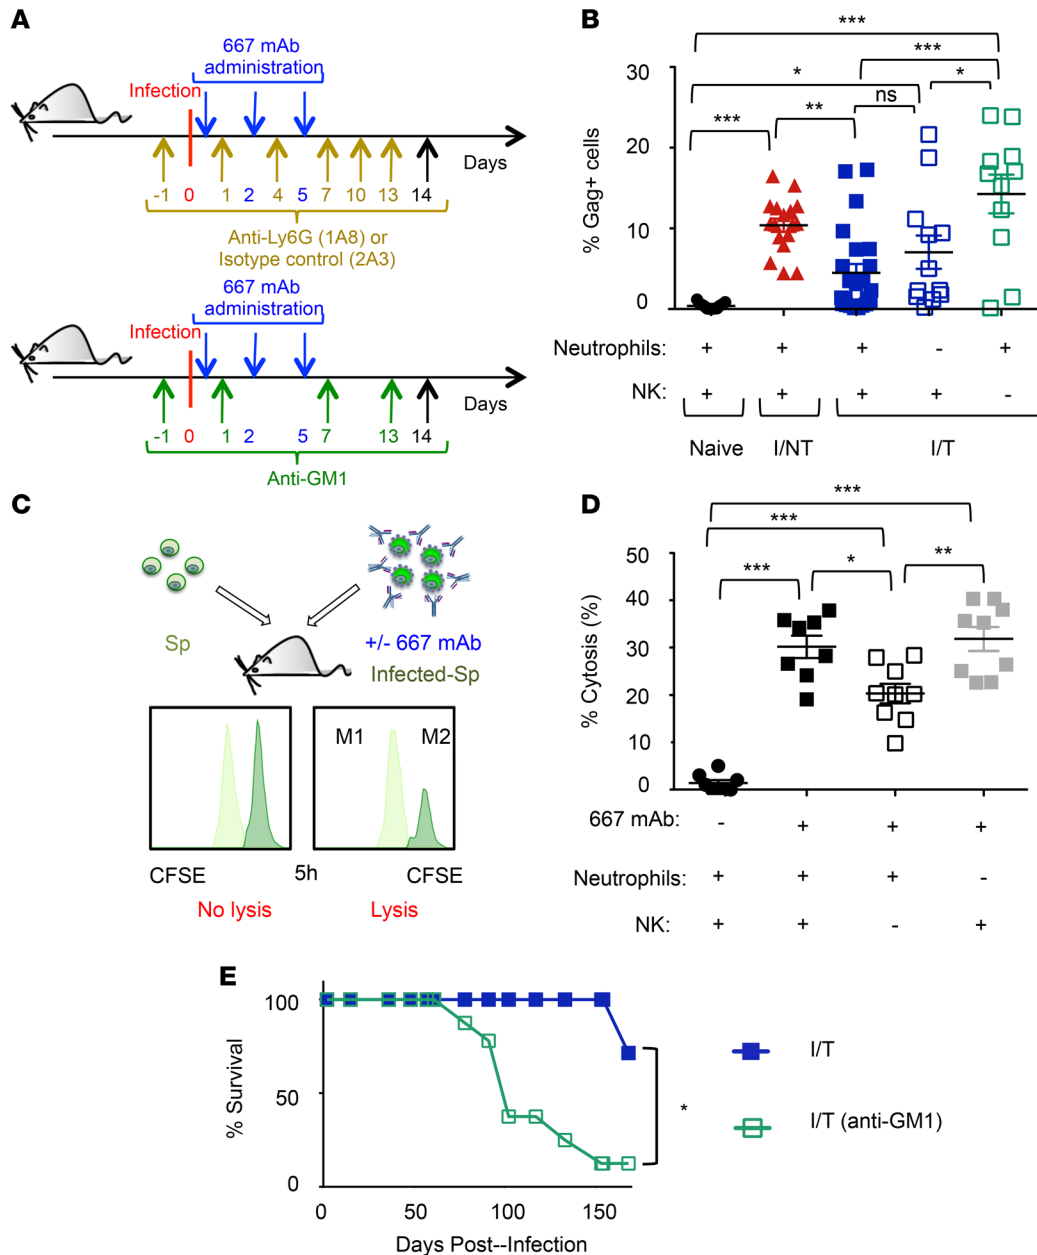 A
667 mAb
administration
Infection
Days
-1 0 1 2 4 5 7 10 13 14
Anti-Ly6G (1A8) or
Isotype control (2A3)
667 mAb
administration
Infection
Days
-1 0 1 2 5 7 13 14
Anti-GM1
B
***
***
* *
ns
*** **
% Gag+ cells
30
20
10
0
Neutrophils: + + + - +
NK: + + + + -
Naive I/NT I/T
C
Sp
+/- 667 mAb
Infected-Sp
M1 M2
CFSE 5h CFSE
No lysis Lysis
D
***
***
*** * **
% Cytosis (%)
50
40
30
20
10
0
667 mAb: - + + +
Neutrophils: + + + -
NK: + + - +
E
% Survival
100
50
0
0 50 100 150
Days Post--Infection
*
I/T
I/T (anti-GM1)